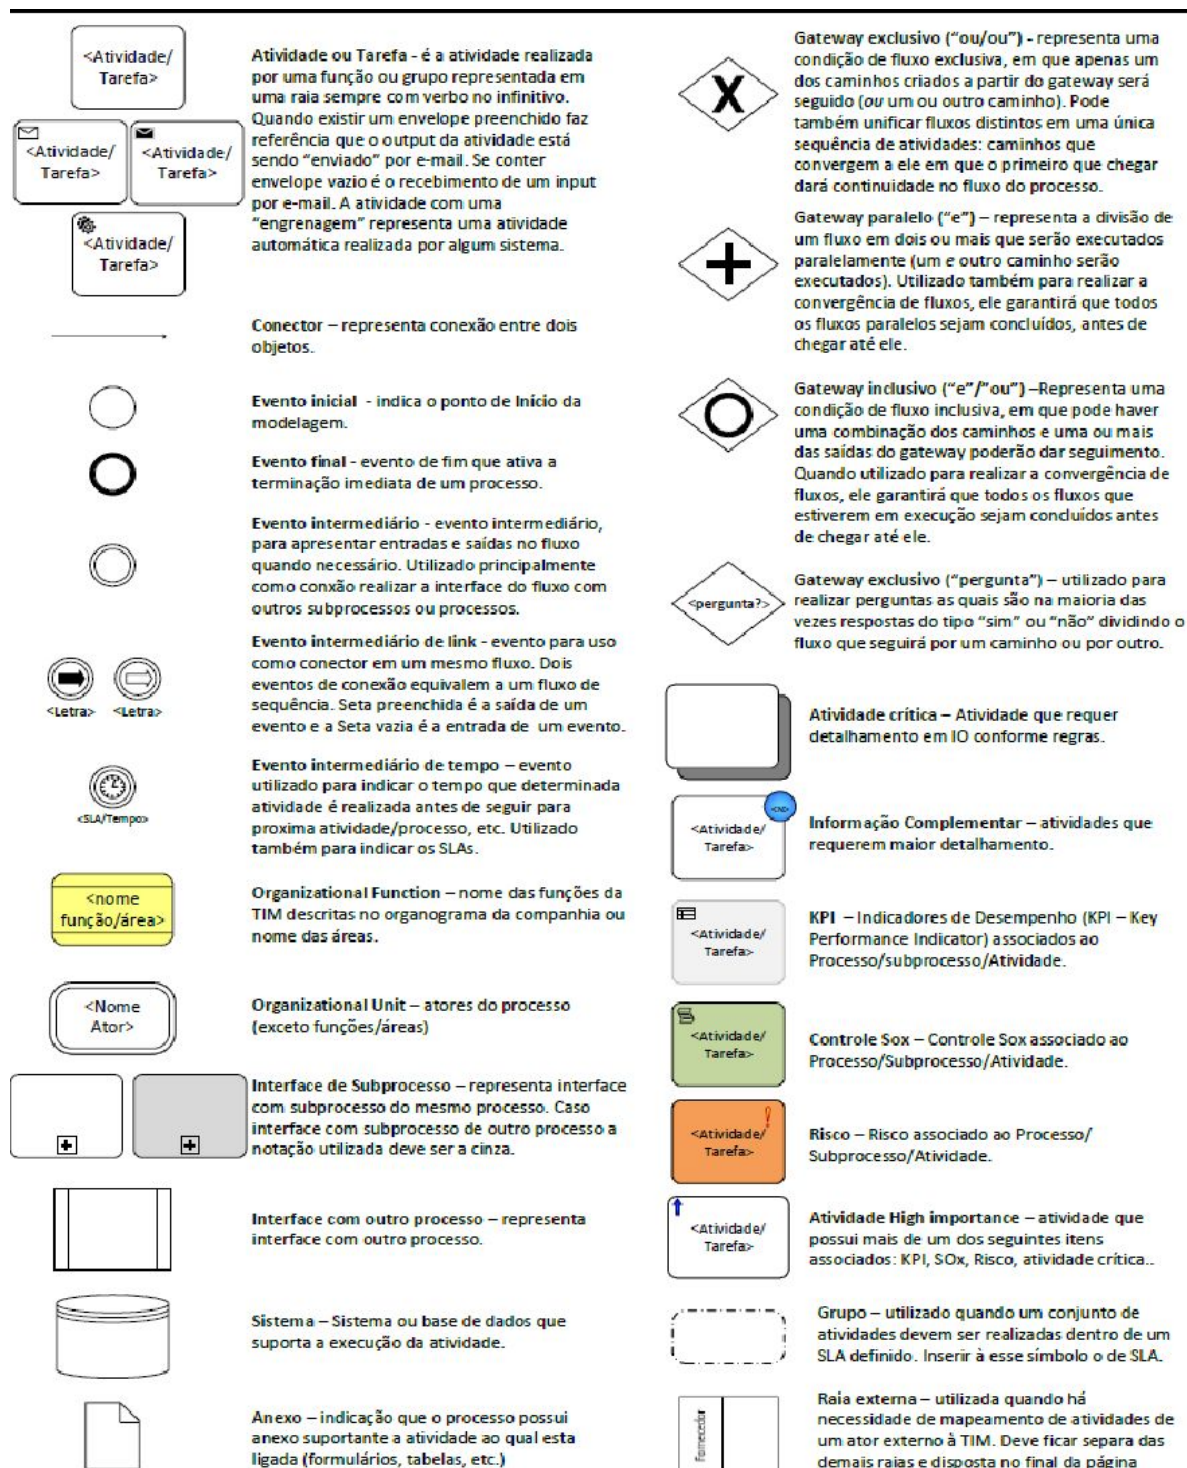 <Atividade/
Tarefa>
Atividade ou Tarefa - é a atividade realizada
por uma função ou grupo representada em
uma raia sempre com verbo no infinitivo.
Quando existir um envelope preenchido faz
referência que o output da atividade está
sendo “enviado” por e-mail. Se conter
envelope vazio é o recebimento de um input
por e-mail. A atividade com uma
“engrenagem” representa uma atividade
automática realizada por algum sistema.
<Atividade/
Tarefa>
<Atividade/
Tarefa>
<Atividade/
Tarefa>
Conector – representa conexão entre dois
objetos.
Evento inicial - indica o ponto de Início da
modelagem.
Evento final - evento de fim que ativa a
terminação imediata de um processo.
Evento intermediário - evento intermediário,
para apresentar entradas e saídas no fluxo
quando necessário. Utilizado principalmente
como conxão realizar a interface do fluxo com
outros subprocessos ou processos.
Evento intermediário de link - evento para uso
como conector em um mesmo fluxo. Dois
eventos de conexão equivalem a um fluxo de
sequência. Seta preenchida é a saída de um
evento e a Seta vazia é a entrada de um evento.
<Letra>
<Letra>
Evento intermediário de tempo – evento
utilizado para indicar o tempo que determinada
atividade é realizada antes de seguir para
proxima atividade/processo, etc. Utilizado
também para indicar os SLAs.
<SLA/Tempo>
<nome
função/área>
Organizational Function – nome das funções da
TIM descritas no organograma da companhia ou
nome das áreas.
<Nome
Ator>
Organizational Unit – atores do processo
(exceto funções/áreas)
Interface de Subprocesso – representa interface
com subprocesso do mesmo processo. Caso
interface com subprocesso de outro processo a
notação utilizada deve ser a cinza.
Interface com outro processo – representa
interface com outro processo.
Sistema – Sistema ou base de dados que
suporta a execução da atividade.
Anexo – indicação que o processo possui
anexo suportante a atividade ao qual esta
ligada (formulários, tabelas, etc.)
X
Gateway exclusivo (“ou/ou”) - representa uma
condição de fluxo exclusiva, em que apenas um
dos caminhos criados a partir do gateway será
seguido (ou um ou outro caminho). Pode
também unificar fluxos distintos em uma única
sequência de atividades: caminhos que
convergem a ele em que o primeiro que chegar
dará continuidade no fluxo do processo.
Gateway paralelo (“e”) – representa a divisão de
um fluxo em dois ou mais que serão executados
paralelamente (um e outro caminho serão
executados). Utilizado também para realizar a
convergência de fluxos, ele garantirá que todos
os fluxos paralelos sejam concluídos, antes de
chegar até ele.
Gateway inclusivo (“e”/”ou”) –Representa uma
condição de fluxo inclusiva, em que pode haver
uma combinação dos caminhos e uma ou mais
das saídas do gateway poderão dar seguimento.
Quando utilizado para realizar a convergência de
fluxos, ele garantirá que todos os fluxos que
estiverem em execução sejam concluídos antes
de chegar até ele.
<pergunta?>
Gateway exclusivo (“pergunta”) – utilizado para
realizar perguntas as quais são na maioria das
vezes respostas do tipo “sim” ou “não” dividindo o
fluxo que seguirá por um caminho ou por outro.
Atividade crítica – Atividade que requer
detalhamento em IO conforme regras.
<Atividade/
Tarefa>
Informação Complementar – atividades que
requerem maior detalhamento.
<Atividade/
Tarefa>
KPI – Indicadores de Desempenho (KPI – Key
Performance Indicator) associados ao
Processo/subprocesso/Atividade.
<Atividade/
Tarefa>
Controle Sox – Controle Sox associado ao
Processo/Subprocesso/Atividade.
<Atividade/
Tarefa>
Risco – Risco associado ao Processo/
Subprocesso/Atividade.
<Atividade/
Tarefa>
Atividade High importance – atividade que
possui mais de um dos seguintes itens
associados: KPI, SOx, Risco, atividade crítica..
Grupo – utilizado quando um conjunto de
atividades devem ser realizadas dentro de um
SLA definido. Inserir à esse símbolo o de SLA.
Fornecedor
Raia externa – utilizada quando há
necessidade de mapeamento de atividades de
um ator externo à TIM. Deve ficar separa das
demais raias e disposta no final da página